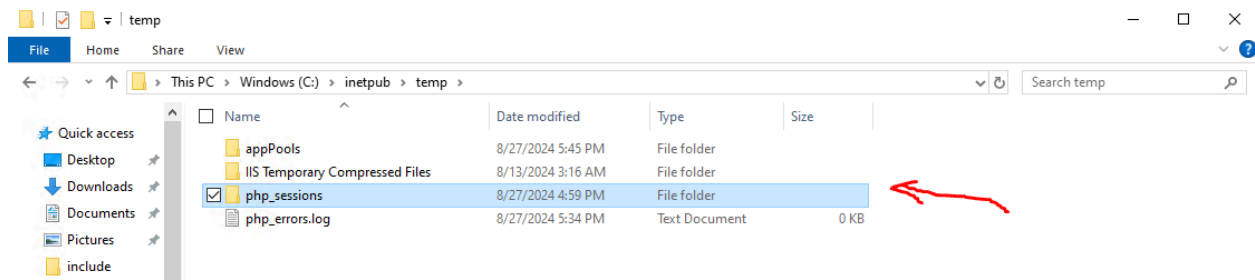 temp
File Home Share View
This PC > Windows (C:) > inetpub > temp >
Search temp
Quick access
Desktop
Downloads
Documents
Pictures
include
Name Date modified Type Size
appPools 8/27/2024 5:45 PM File folder
IIS Temporary Compressed Files 8/13/2024 3:16 AM File folder
php_sessions 8/27/2024 4:59 PM File folder
php_errors.log 8/27/2024 5:34 PM Text Document 0 KB